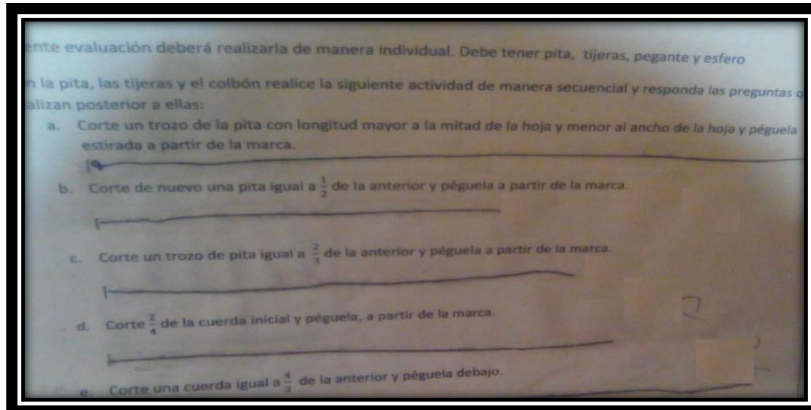 ente evaluación deberá realizarla de manera individual. Debe tener pita, tijeras, pegante y esfero
n la pita, las tijeras y el colbón realice la siguiente actividad de manera secuencial y responda las preguntas q
alizan posterior a ellas:
a. Corte un trozo de la pita con longitud mayor a la mitad de la hoja y menor al ancho de la hoja y péguela
estirada a partir de la marca.
b. Corte de nuevo una pita igual a 1/2 de la anterior y péguela a partir de la marca.
c. Corte un trozo de pita igual a 2/3 de la anterior y péguela a partir de la marca.
d. Corte 2/4 de la cuerda inicial y péguela, a partir de la marca.
e. Corte una cuerda igual a 4/3 de la anterior y péguela debajo.